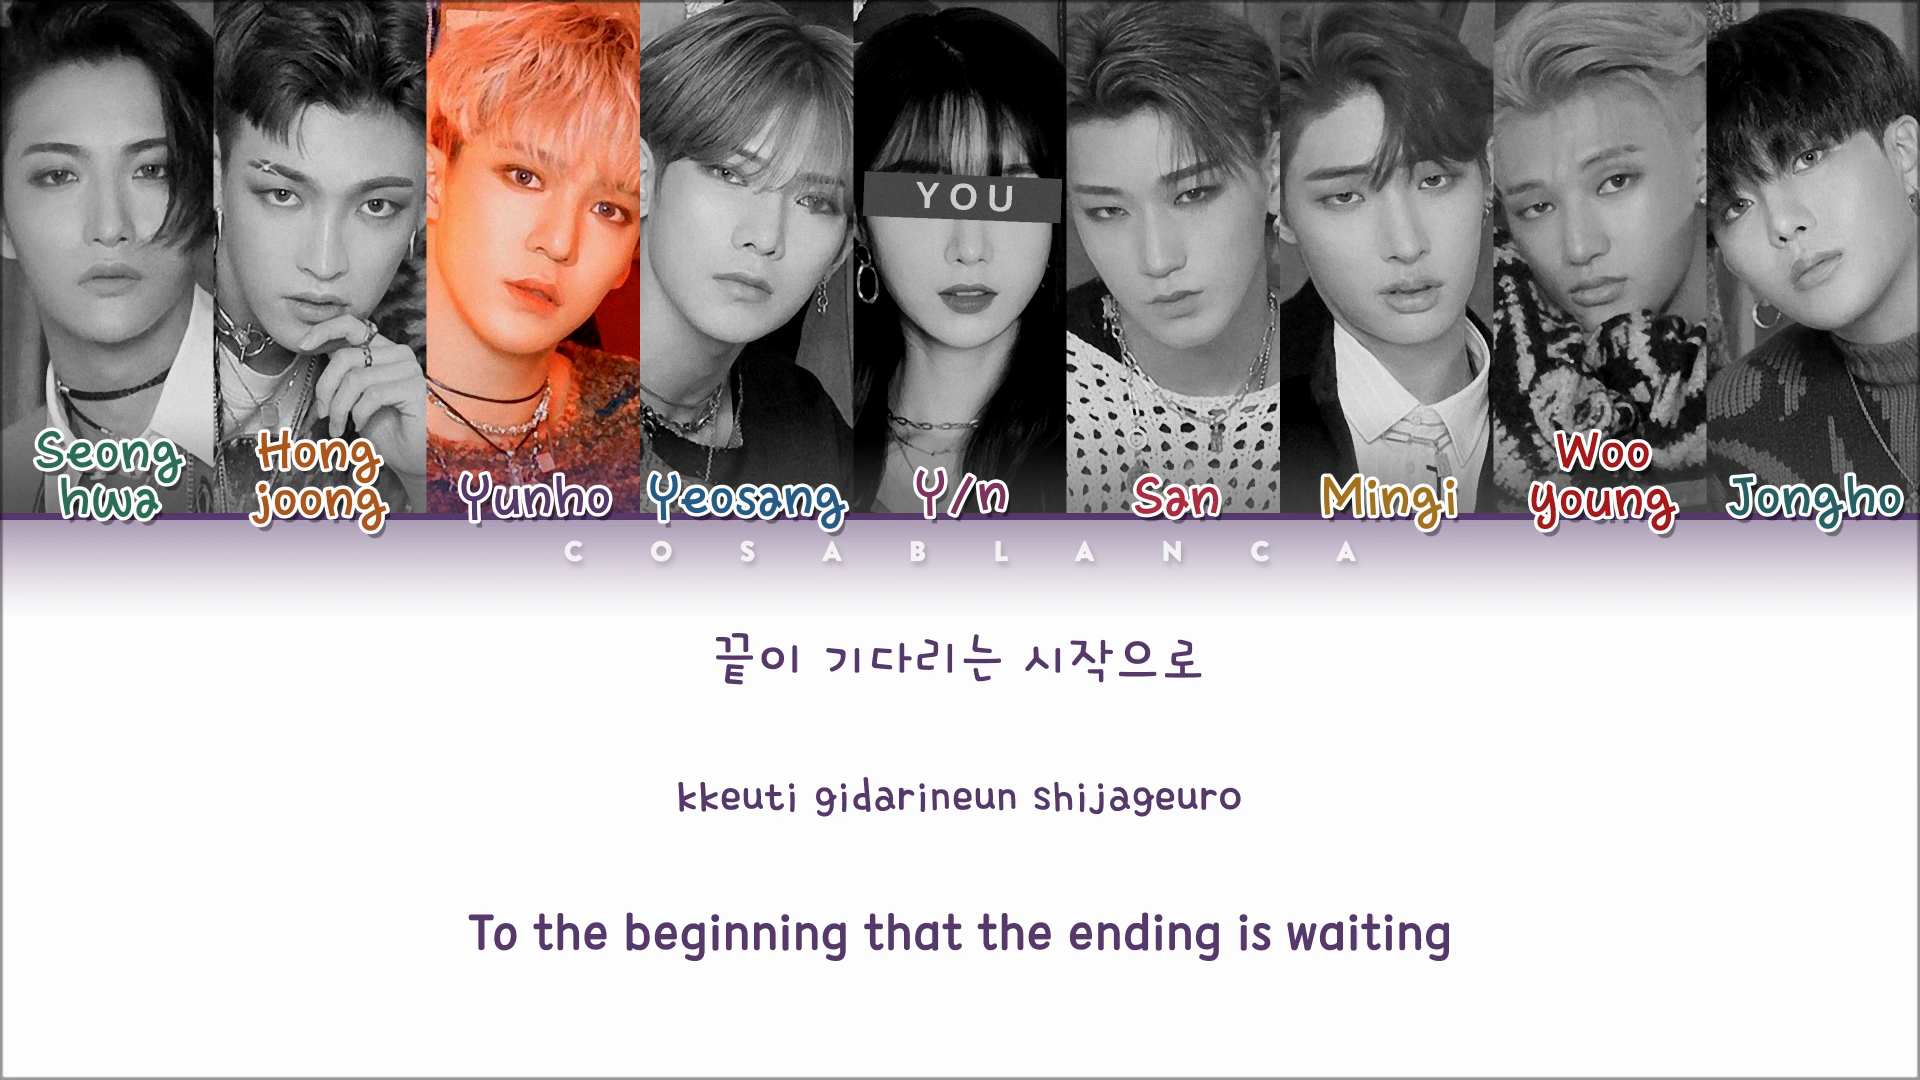 YOU
Seong
hwa
Hong
joong
Yunho
Yeosang
Y/n
San
Mingi
Woo
young
Jongho
COSABLANCA
끝이 기다리는 시작으로
kkeuti gidarineun shijageuro
To the beginning that the ending is waiting